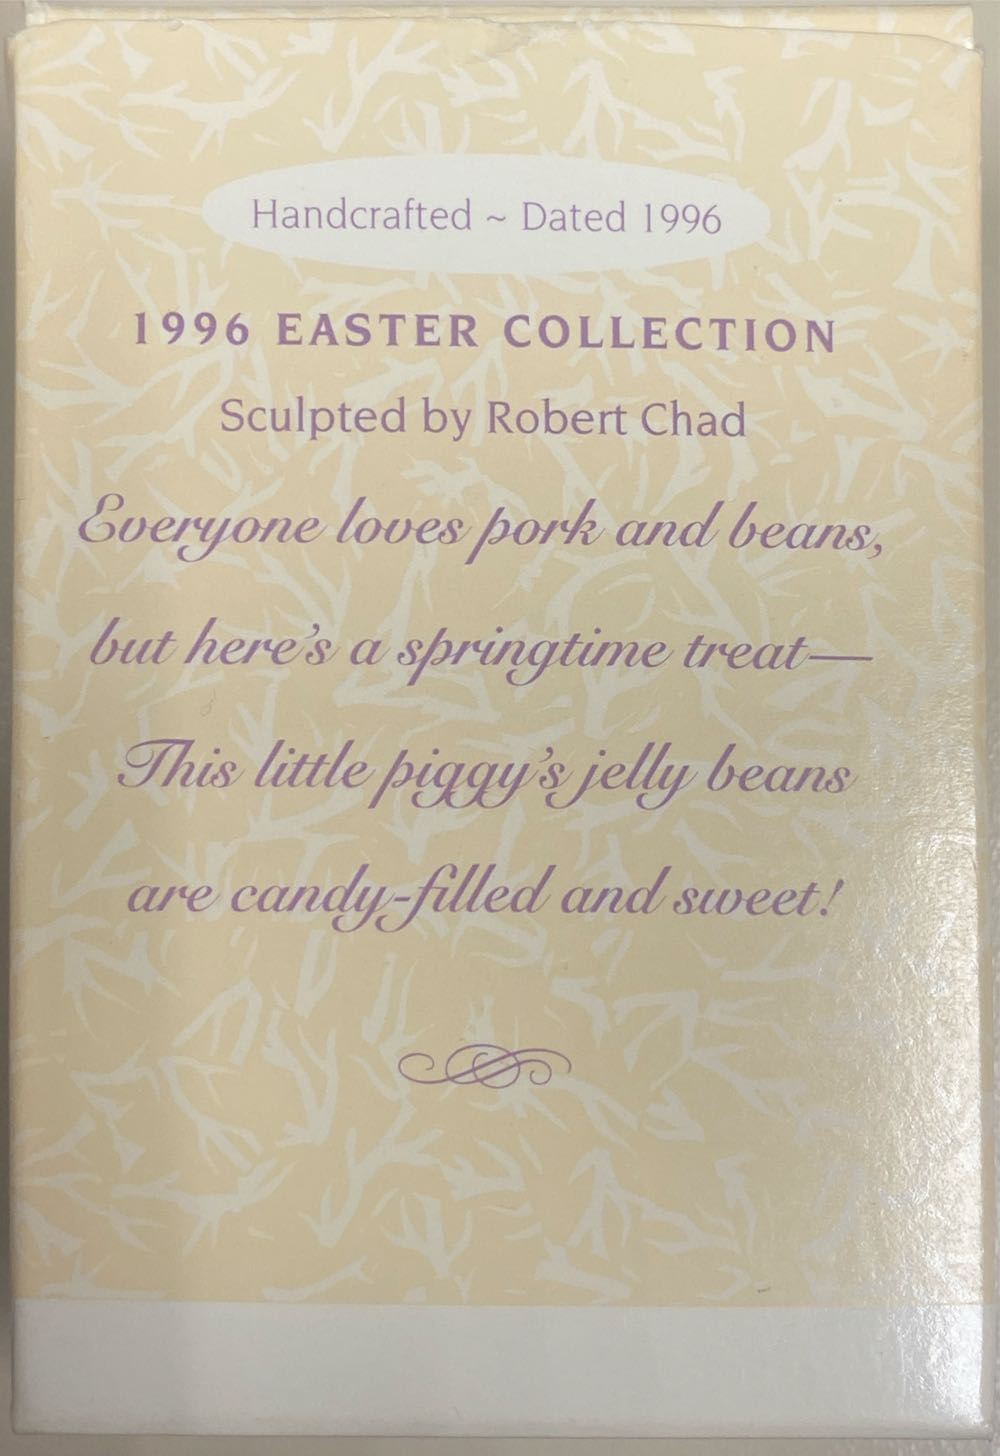 Handcrafted ~ Dated 1996
1996 EASTER COLLECTION
Sculpted by Robert Chad
Everyone loves pork and beans,
but here's a springtime treat—
This little piggy's jelly beans
are candy-filled and sweet!